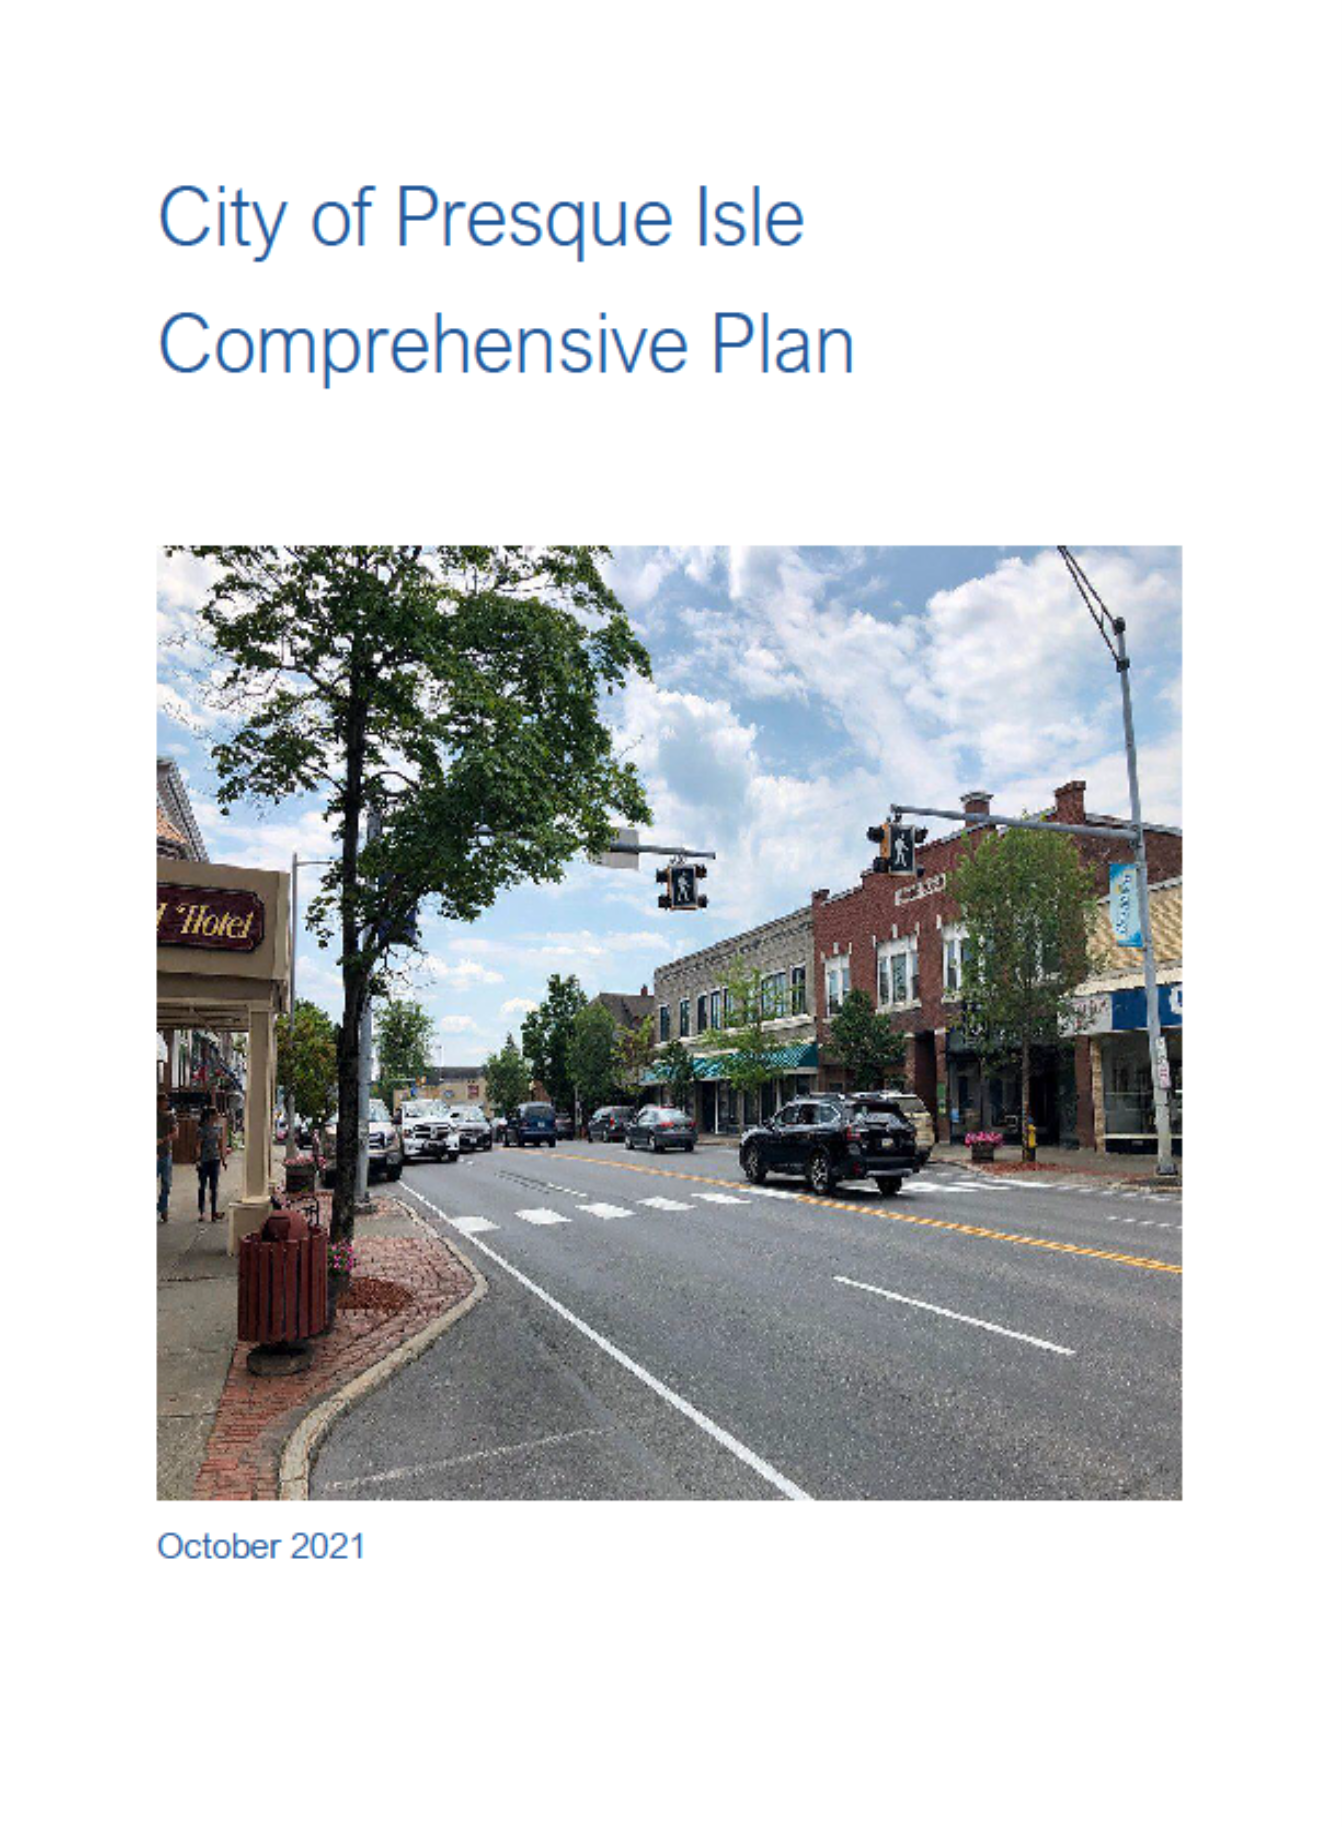 City of Presque Isle
Comprehensive Plan
Hotel
October 2021